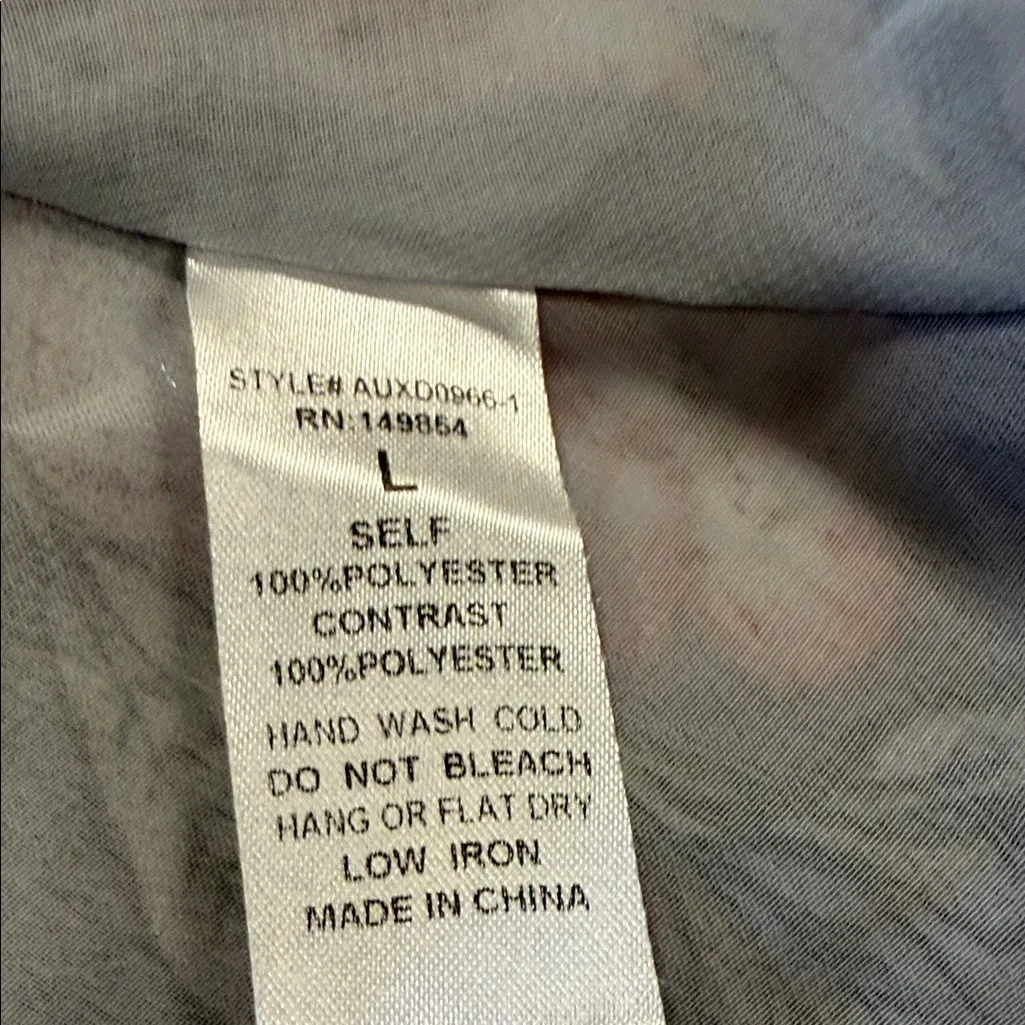 STYLE# AUXD0966-1
RN:149864
L
SELF
100%POLYESTER
CONTRAST
100%POLYESTER
HAND WASH COLD
DO NOT BLEACH
HANG OR FLAT DRY
LOW IRON
MADE IN CHINA